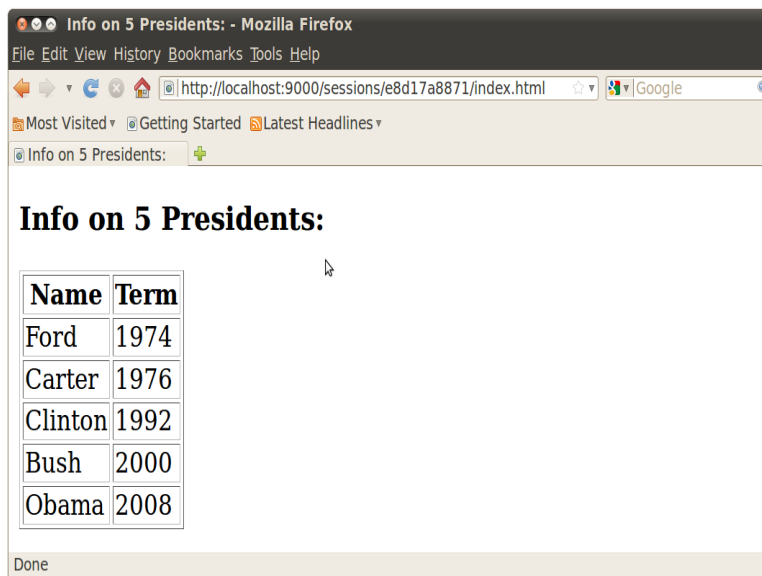 Info on 5 Presidents: - Mozilla Firefox
File Edit View History Bookmarks Tools Help
http://localhost:9000/sessions/e8d17a8871/index.html Google
Most Visited Getting Started Latest Headlines
Info on 5 Presidents:
Info on 5 Presidents:
Name Term
Ford 1974
Carter 1976
Clinton 1992
Bush 2000
Obama 2008
Done